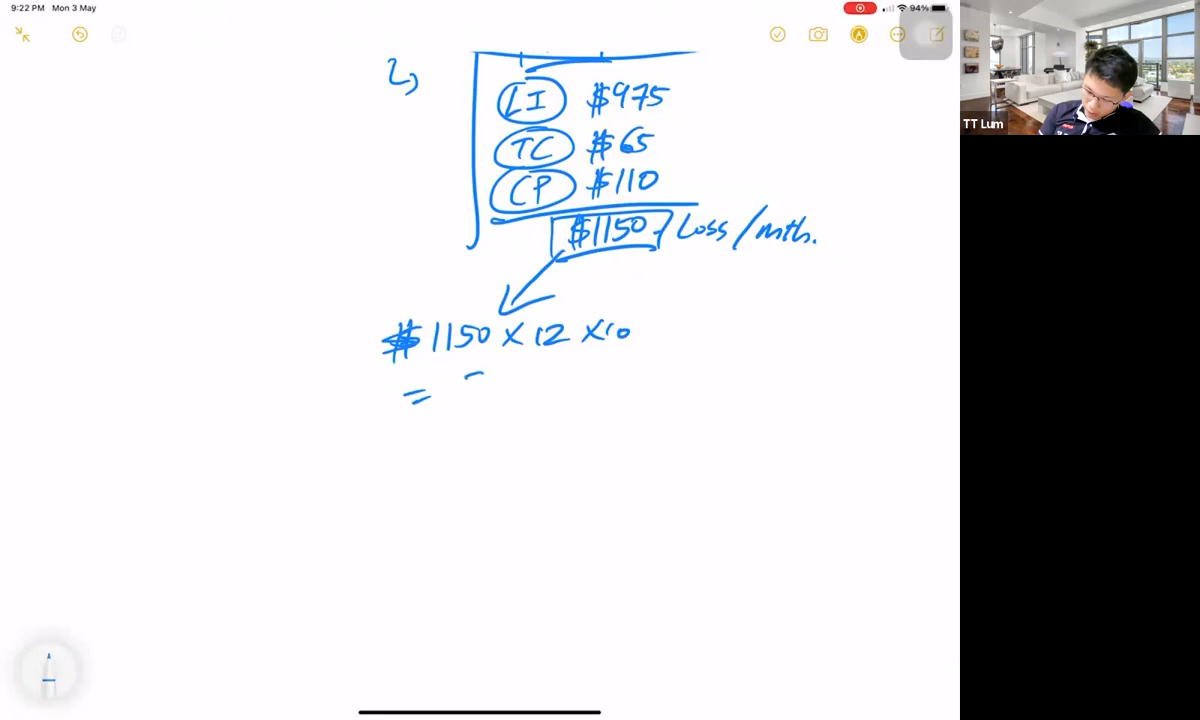 9:22 PM Mon 3 May
94%
LI $975
TC $65
CP $110
$1150/ Loss/mth.
$1150 x 12 x 10
=
TT Lum